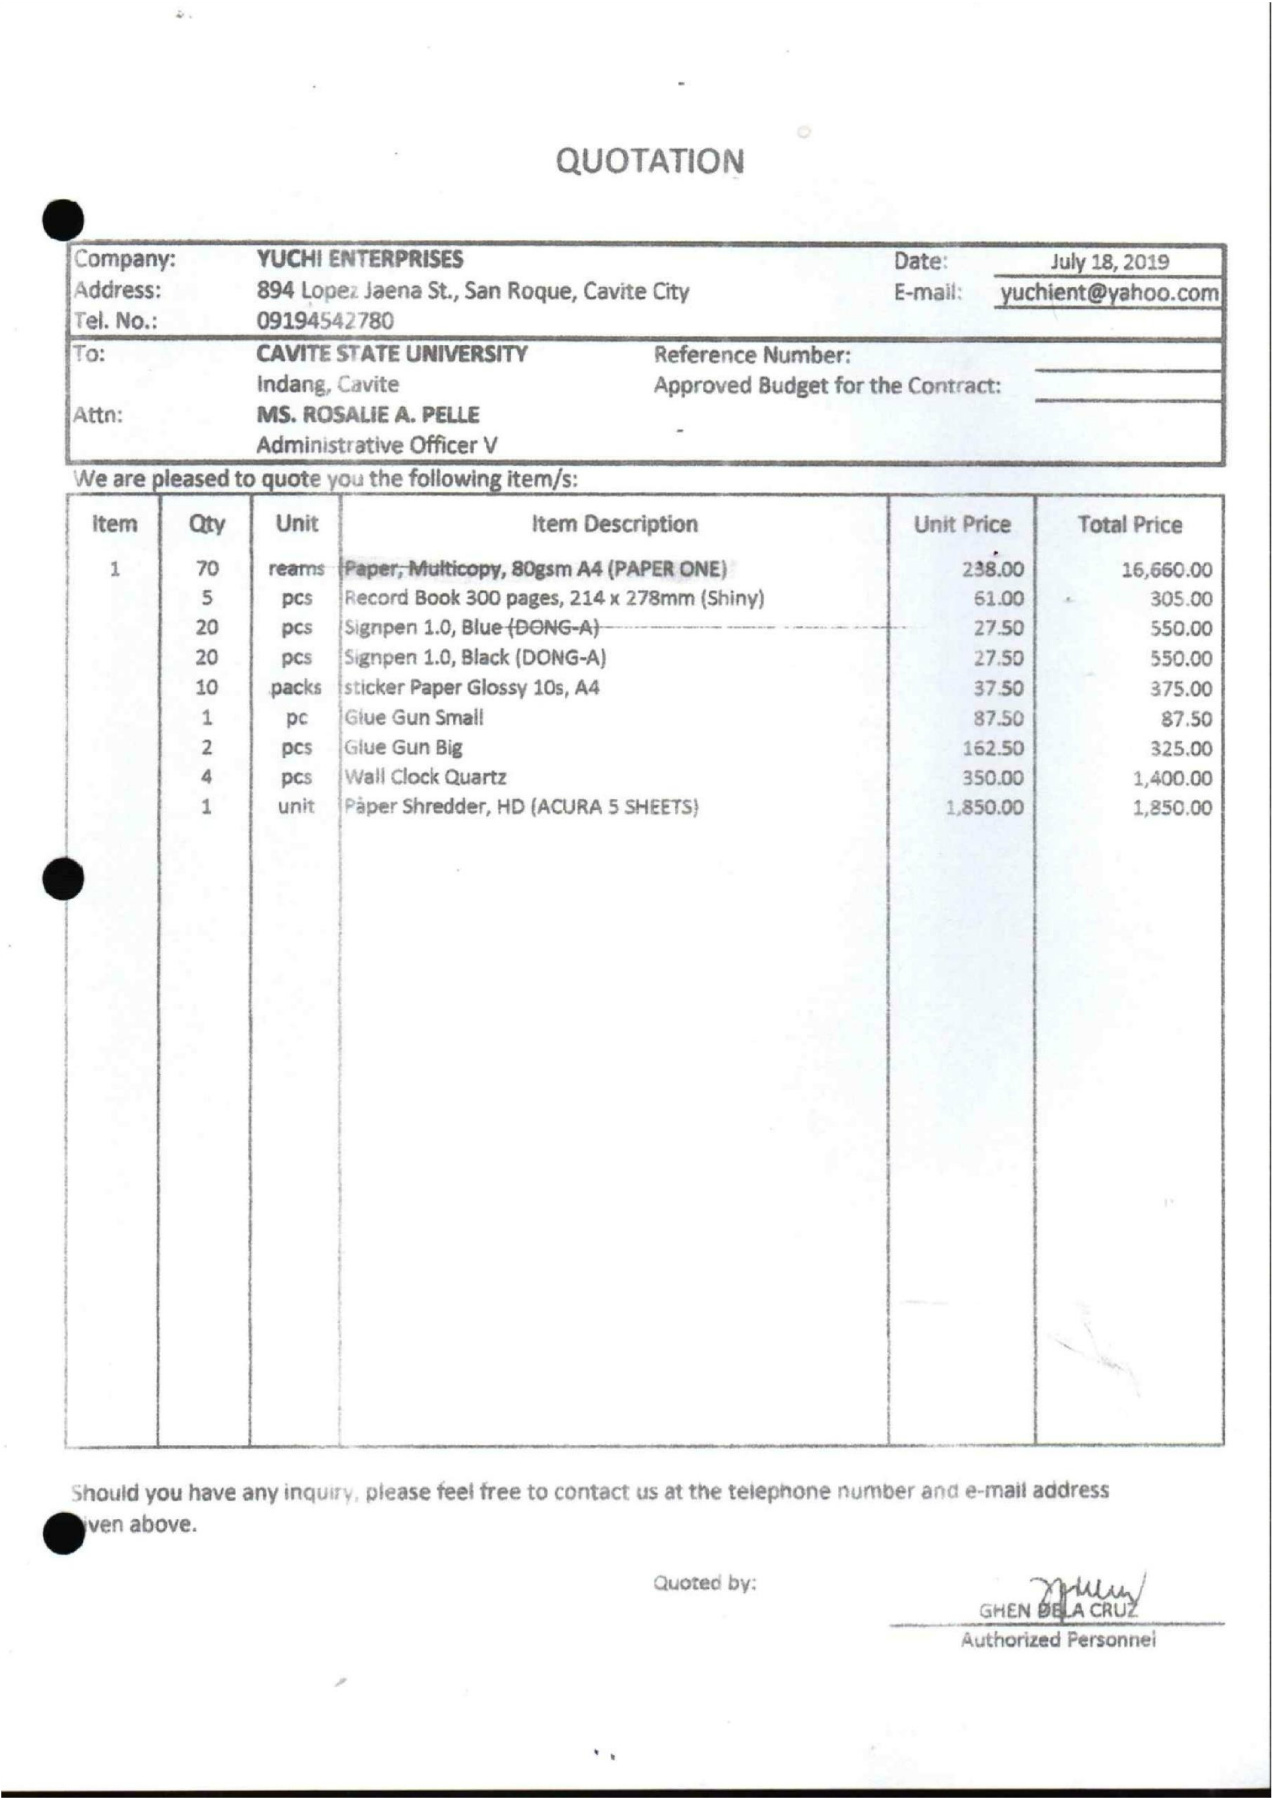 QUOTATION
Company: YUCHI ENTERPRISES Date: July 18, 2019
Address: 894 Lopez Jaena St., San Roque, Cavite City E-mail: yuchient@yahoo.com
Tel. No.: 09194542780
To: CAVITE STATE UNIVERSITY Reference Number:
Indang, Cavite Approved Budget for the Contract:
Attn: MS. ROSALIE A. PELLE
Administrative Officer V
We are pleased to quote you the following item/s:
Item Qty Unit Item Description Unit Price Total Price
1 70 reams Paper, Multicopy, 80gsm A4 (PAPER ONE) 238.00 16,660.00
5 pcs Record Book 300 pages, 214 x 278mm (Shiny) 61.00 305.00
20 pcs Signpen 1.0, Blue (DONG-A) 27.50 550.00
20 pcs Signpen 1.0, Black (DONG-A) 27.50 550.00
10 packs sticker Paper Glossy 10s, A4 37.50 375.00
1 pc Glue Gun Small 87.50 87.50
2 pcs Glue Gun Big 162.50 325.00
4 pcs Wall Clock Quartz 350.00 1,400.00
1 unit Paper Shredder, HD (ACURA 5 SHEETS) 1,850.00 1,850.00
Should you have any inquiry, please feel free to contact us at the telephone number and e-mail address
iven above.
Quoted by:
GHEN DELA CRUZ
Authorized Personnel